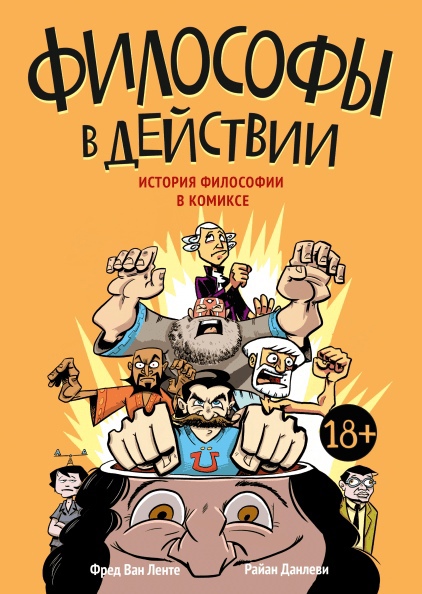 ФИЛОСОФЫ
В ДЕЙСТВИИ
ИСТОРИЯ ФИЛОСОФИИ
В КОМИКСЕ
Ü
18+
Фред Ван Ленте
Райан Данлеви